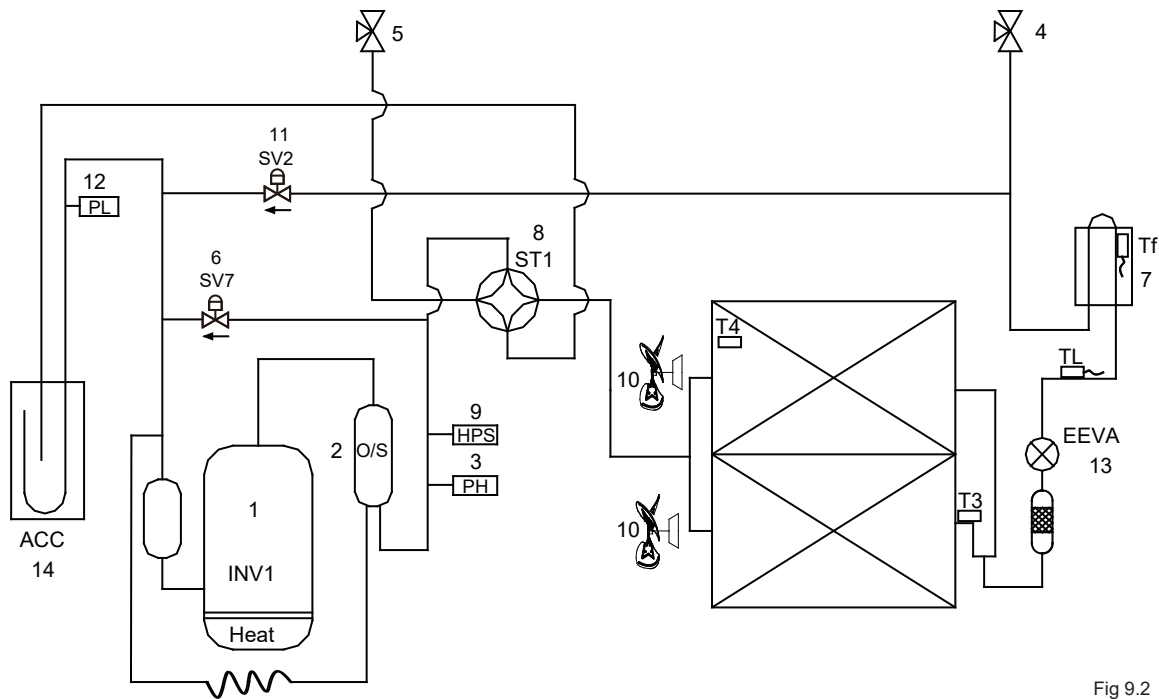 5
4
11
SV2
12
PL
6
SV7
8
ST1
Tf
7
T4
TL
10
9
HPS
EEVA
13
2
O/S
3
PH
1
T3
10
ACC
14
INV1
Heat
Fig 9.2